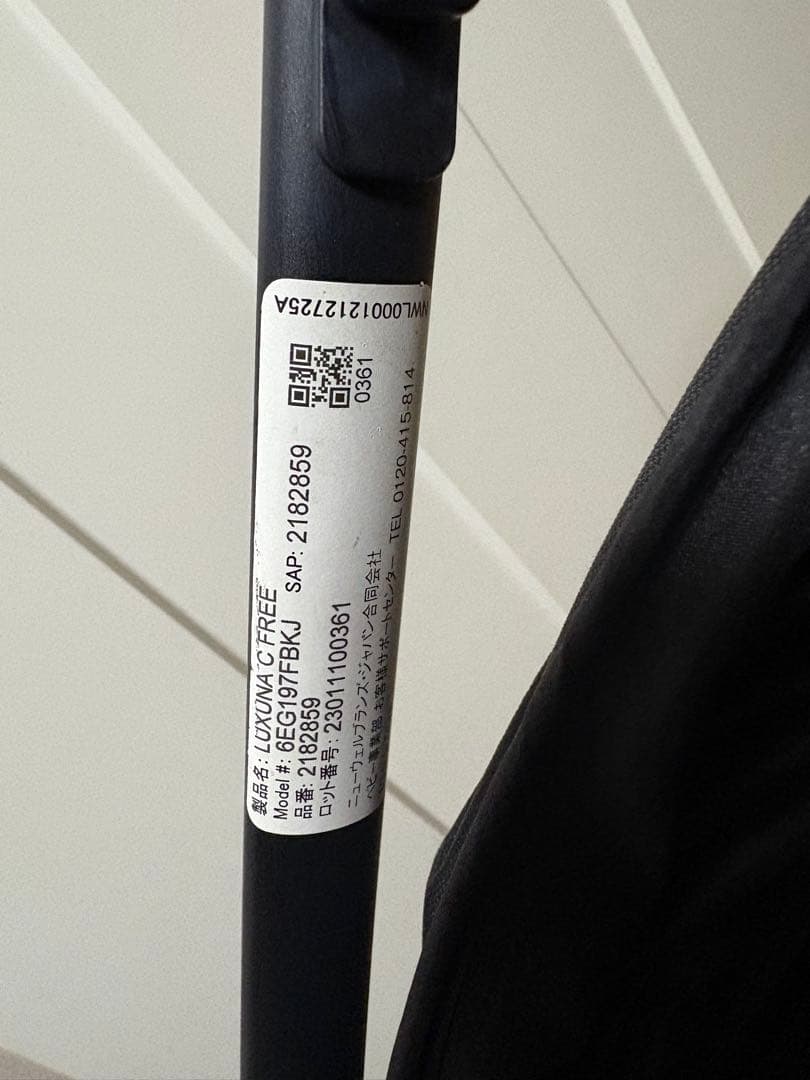 製品名: LUXUNA C FREE
Model #: 6EG197FBKJ SAP: 2182859
品番: 2182859
ロット番号: 23011100361
ニューウェルブランズ・ジャパン合同会社
ベビー事業部 お客様サポートセンター TEL 0120-415-814
0361
NWL0001212725A